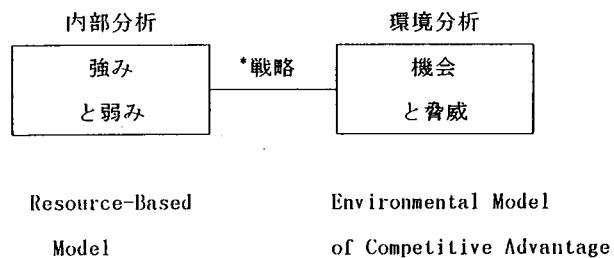 内部分析
環境分析
強み
と弱み
*戦略
機会
と脅威
Resource-Based
Model
Environmental Model
of Competitive Advantage